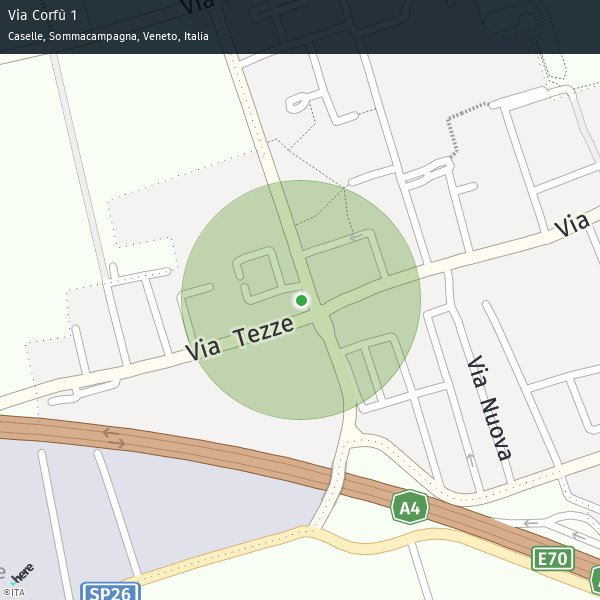 Via Corfù 1
Caselle, Sommacampagna, Veneto, Italia
Via
Via
Via Tezze
Via Nuova
A4
E70
SP26
here
©ITA